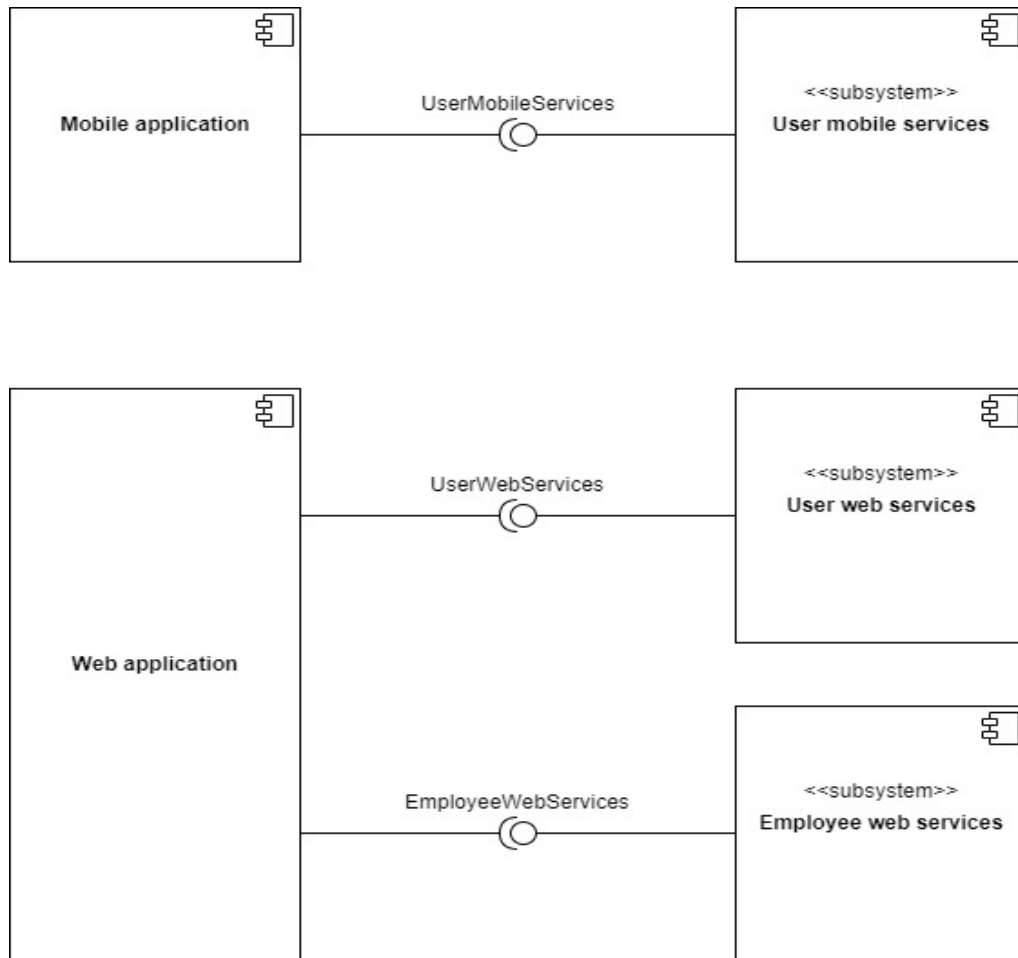 UserMobileServices
Mobile application
<<subsystem>>
User mobile services
UserWebServices
<<subsystem>>
User web services
Web application
EmployeeWebServices
<<subsystem>>
Employee web services